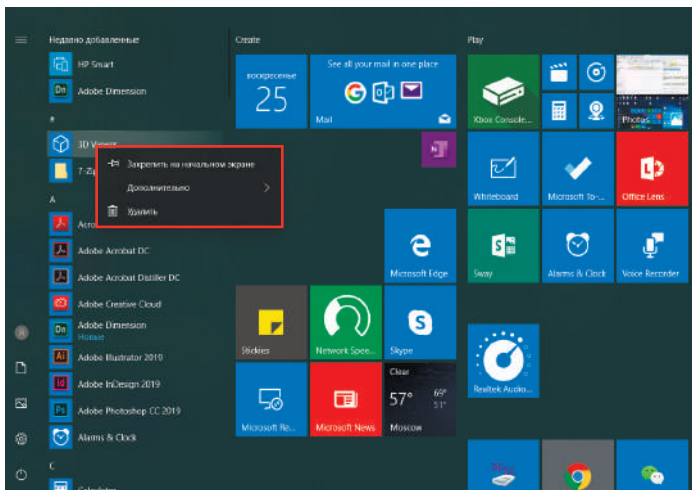 Недавно добавленные
HP Smart
Adobe Dimension
#
3D Viewer
7-Zip
Закрепить на начальном экране
Дополнительно
Удалить
A
Adobe Acrobat DC
Adobe Acrobat Distiller DC
Adobe Creative Cloud
Adobe Dimension
Новые
Adobe Illustrator 2019
Adobe InDesign 2019
Adobe Photoshop CC 2019
Alarms & Clock
C
Create
воскресенье
25
See all your mail in one place
Mail
Microsoft Edge
Stickies
Network Spee...
Skype
Microsoft Re...
Microsoft News
Clear
57°
69°
51°
Moscow
Play
Xbox Console...
Photos
Whiteboard
Microsoft To-...
Office Lens
Sway
Alarms & Clock
Voice Recorder
Realtek Audio...